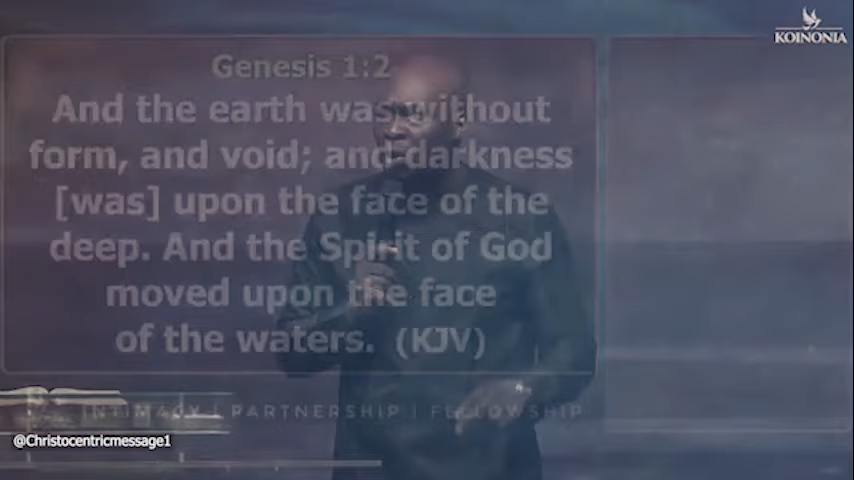 KOINONIA
Genesis 1:2
And the earth was without
form, and void; and darkness
[was] upon the face of the
deep. And the Spirit of God
moved upon the face
of the waters. (KJV)
INTIMACY | PARTNERSHIP | FELLOWSHIP
@Christocentricmessage1